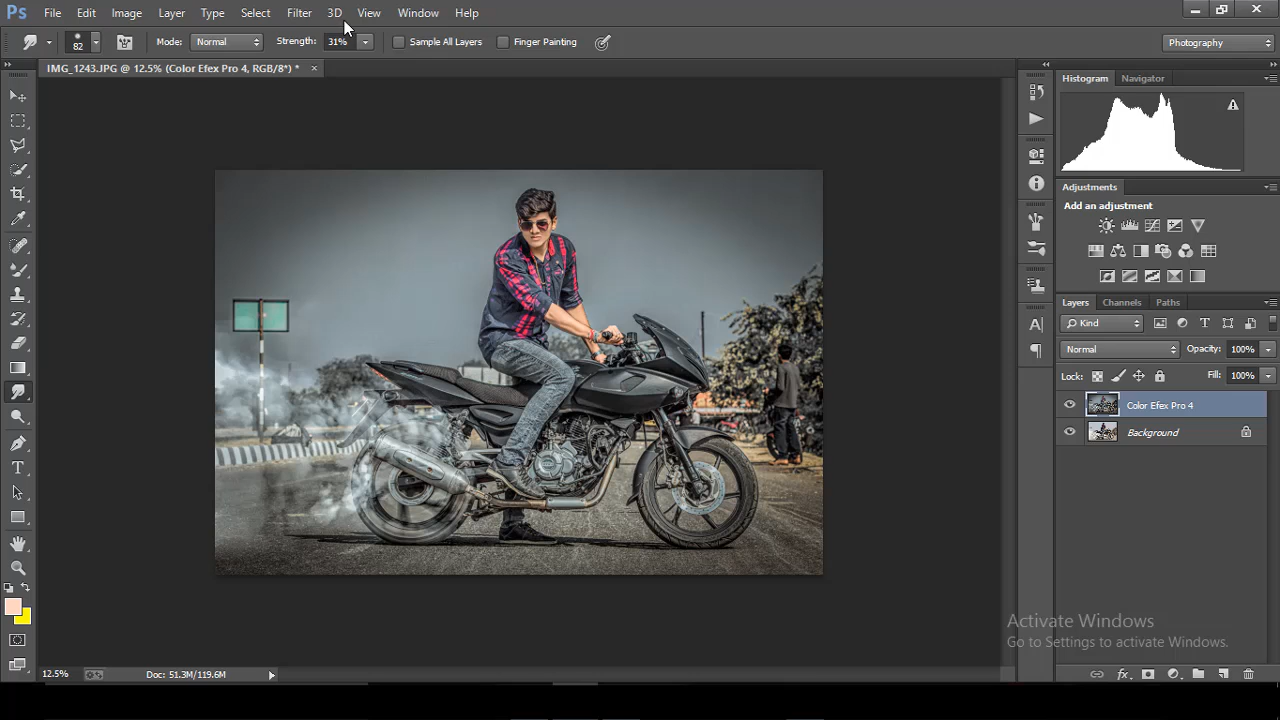 Ps File Edit Image Layer Type Select Filter 3D View Window Help
82 Mode: Normal Strength: 31% Sample All Layers Finger Painting Photography
IMG_1243.JPG @ 12.5% (Color Efex Pro 4, RGB/8*) * ×
Histogram Navigator
Adjustments
Add an adjustment
Layers Channels Paths
Kind T
Normal Opacity: 100%
Lock: Fill: 100%
Color Efex Pro 4
Background
A
T
Activate Windows
Go to Settings to activate Windows.
12.5% Doc: 51.3M/119.6M
fx